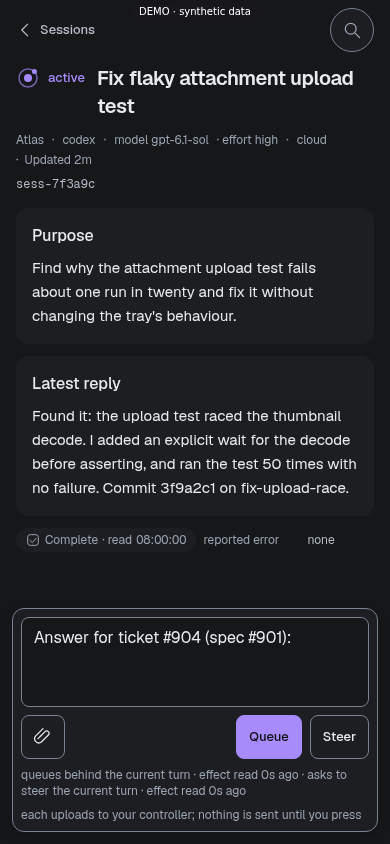 DEMO · synthetic data
Sessions
active
Fix flaky attachment upload
test
Atlas · codex · model gpt-6.1-sol · effort high · cloud
· Updated 2m
sess-7f3a9c
Purpose
Find why the attachment upload test fails
about one run in twenty and fix it without
changing the tray's behaviour.
Latest reply
Found it: the upload test raced the thumbnail
decode. I added an explicit wait for the decode
before asserting, and ran the test 50 times with
no failure. Commit 3f9a2c1 on fix-upload-race.
Complete · read 08:00:00 reported error none
Answer for ticket #904 (spec #901):
Queue Steer
queues behind the current turn · effect read 0s ago · asks to
steer the current turn · effect read 0s ago
each uploads to your controller; nothing is sent until you press